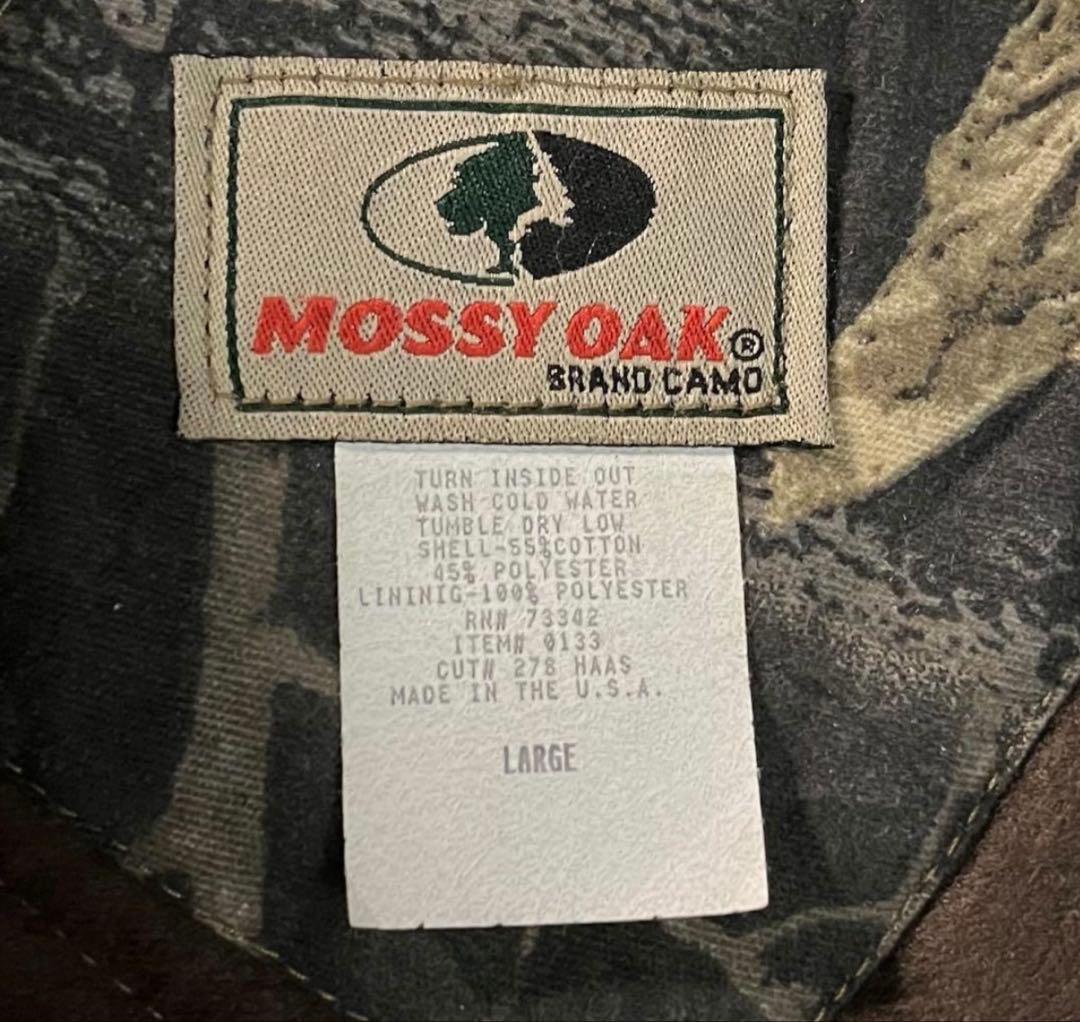 MOSSY OAK®
BRAND CAMO
TURN INSIDE OUT
WASH COLD WATER
TUMBLE DRY LOW
SHELL-55%COTTON
45% POLYESTER
LININIG-100% POLYESTER
RN# 73342
ITEM# 0133
CUT# 278 HAAS
MADE IN THE U.S.A.
LARGE